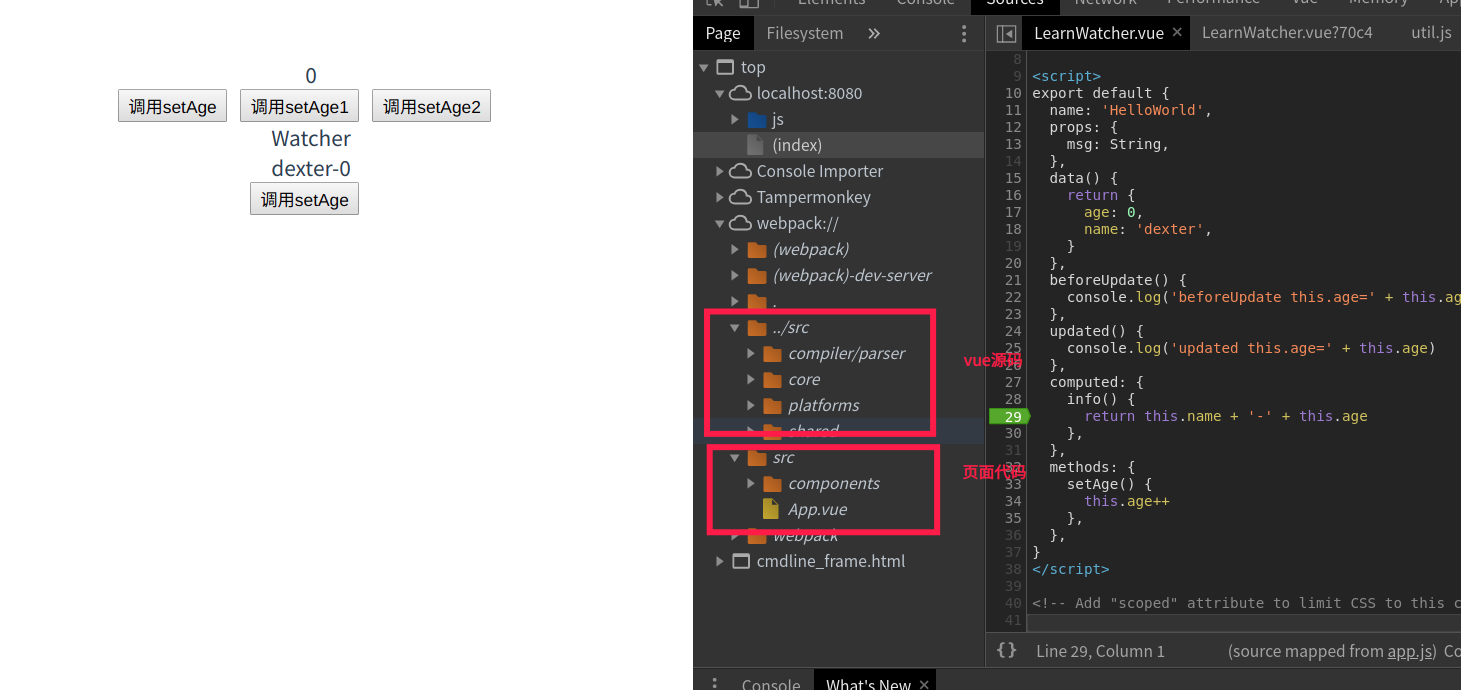 0
调用setAge
调用setAge1
调用setAge2
Watcher
dexter-0
调用setAge
Elements Console Sources Network Performance Vue Memory
Page Filesystem »
top
localhost:8080
js
(index)
Console Importer
Tampermonkey
webpack://
(webpack)
(webpack)-dev-server
.
../src
compiler/parser
core
platforms
shared
src
components
App.vue
webpack
cmdline_frame.html
vue源码
页面代码
LearnWatcher.vue × LearnWatcher.vue?70c4 util.js
8
9 <script>
10 export default {
11 name: 'HelloWorld',
12 props: {
13 msg: String,
14 },
15 data() {
16 return {
17 age: 0,
18 name: 'dexter',
19 }
20 },
21 beforeUpdate() {
22 console.log('beforeUpdate this.age=' + this.ag
23 },
24 updated() {
25 console.log('updated this.age=' + this.age)
26 },
27 computed: {
28 info() {
29 return this.name + '-' + this.age
30 },
31 },
32 methods: {
33 setAge() {
34 this.age++
35 },
36 },
37 }
38 </script>
39
40 <!-- Add "scoped" attribute to limit CSS to this c
41
{} Line 29, Column 1 (source mapped from app.js) Co
Console What's New ×